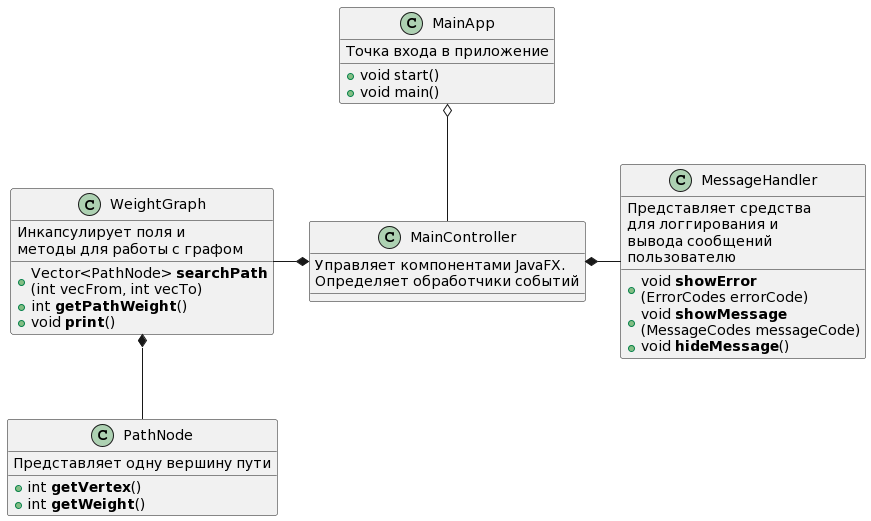 C MainApp
Точка входа в приложение
void start()
void main()
C WeightGraph
Инкапсулирует поля и
методы для работы с графом
Vector<PathNode> searchPath
(int vecFrom, int vecTo)
int getPathWeight()
void print()
C MainController
Управляет компонентами JavaFX.
Определяет обработчики событий
C MessageHandler
Представляет средства
для логгирования и
вывода сообщений
пользователю
void showError
(ErrorCodes errorCode)
void showMessage
(MessageCodes messageCode)
void hideMessage()
C PathNode
Представляет одну вершину пути
int getVertex()
int getWeight()